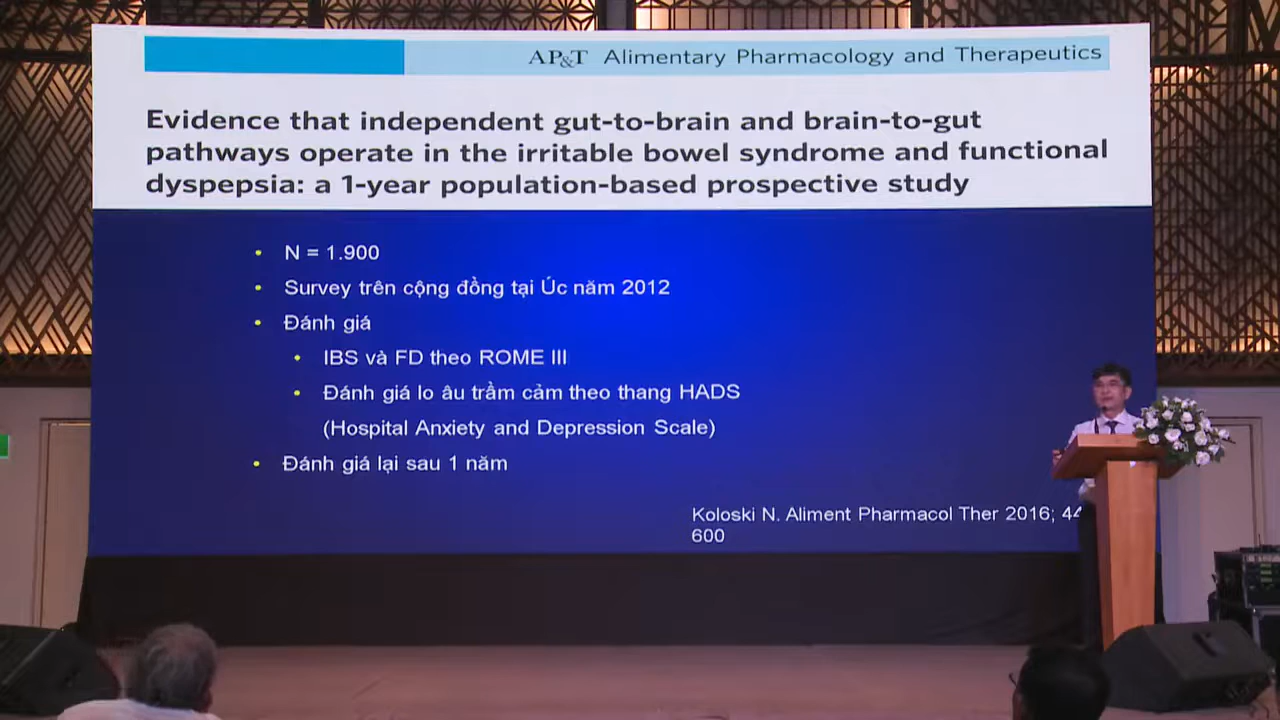 AP&T Alimentary Pharmacology and Therapeutics
Evidence that independent gut-to-brain and brain-to-gut
pathways operate in the irritable bowel syndrome and functional
dyspepsia: a 1-year population-based prospective study
• N = 1.900
• Survey trên cộng đồng tại Úc năm 2012
• Đánh giá
• IBS và FD theo ROME III
• Đánh giá lo âu trầm cảm theo thang HADS
(Hospital Anxiety and Depression Scale)
• Đánh giá lại sau 1 năm
Koloski N. Aliment Pharmacol Ther 2016; 44
600